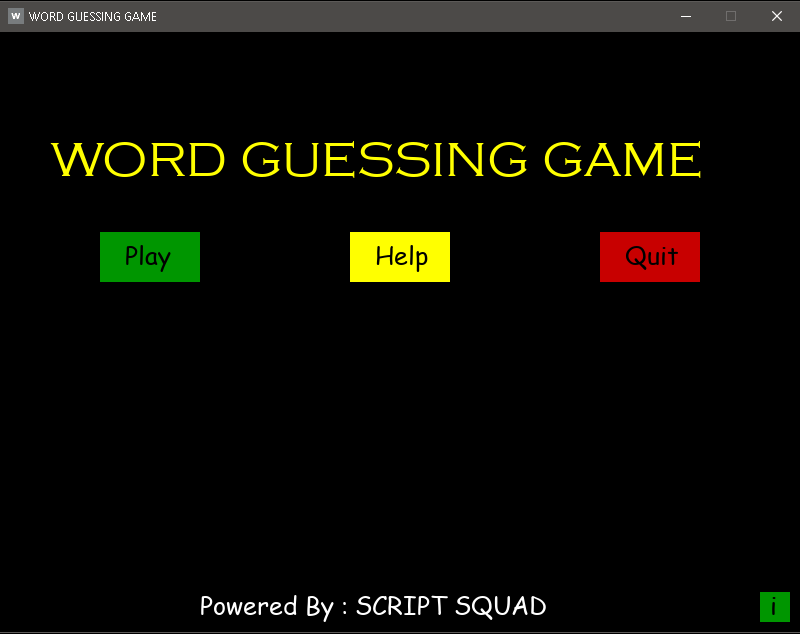 W WORD GUESSING GAME
WORD GUESSING GAME
Play Help Quit
Powered By : SCRIPT SQUAD
i